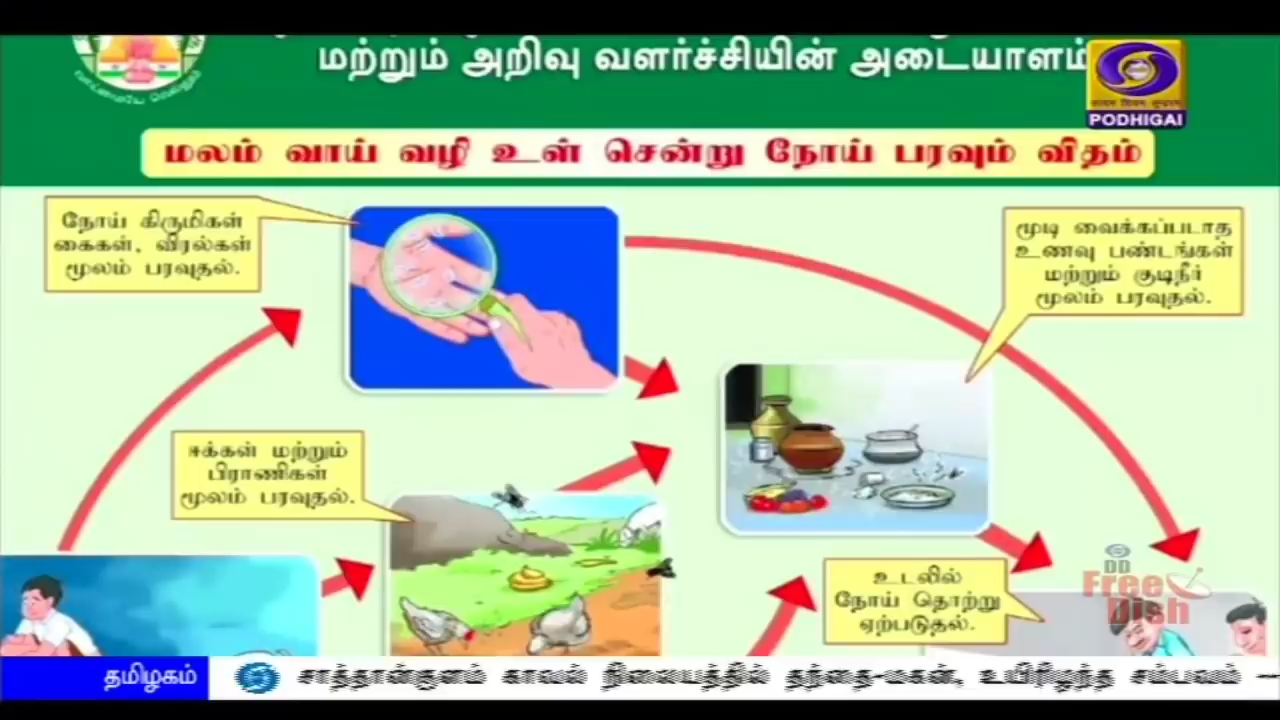 மற்றும் அறிவு வளர்ச்சியின் அடையாளம்
வாய்மையே வெல்லும்
PODHIGAI
மலம் வாய் வழி உள் சென்று நோய் பரவும் விதம்
நோய் கிருமிகள்
கைகள், விரல்கள்
மூலம் பரவுதல்.
மூடி வைக்கப்படாத
உணவு பண்டங்கள்
மற்றும் குடிநீர்
மூலம் பரவுதல்.
ஈக்கள் மற்றும்
பிராணிகள்
மூலம் பரவுதல்.
உடலில்
நோய் தொற்று
ஏற்படுதல்.
DD
Free
Dish
தமிழகம்
சாத்தான்குளம் காவல் நிலையத்தில் தந்தை-மகன், உயிரிழந்த சம்பவம் --